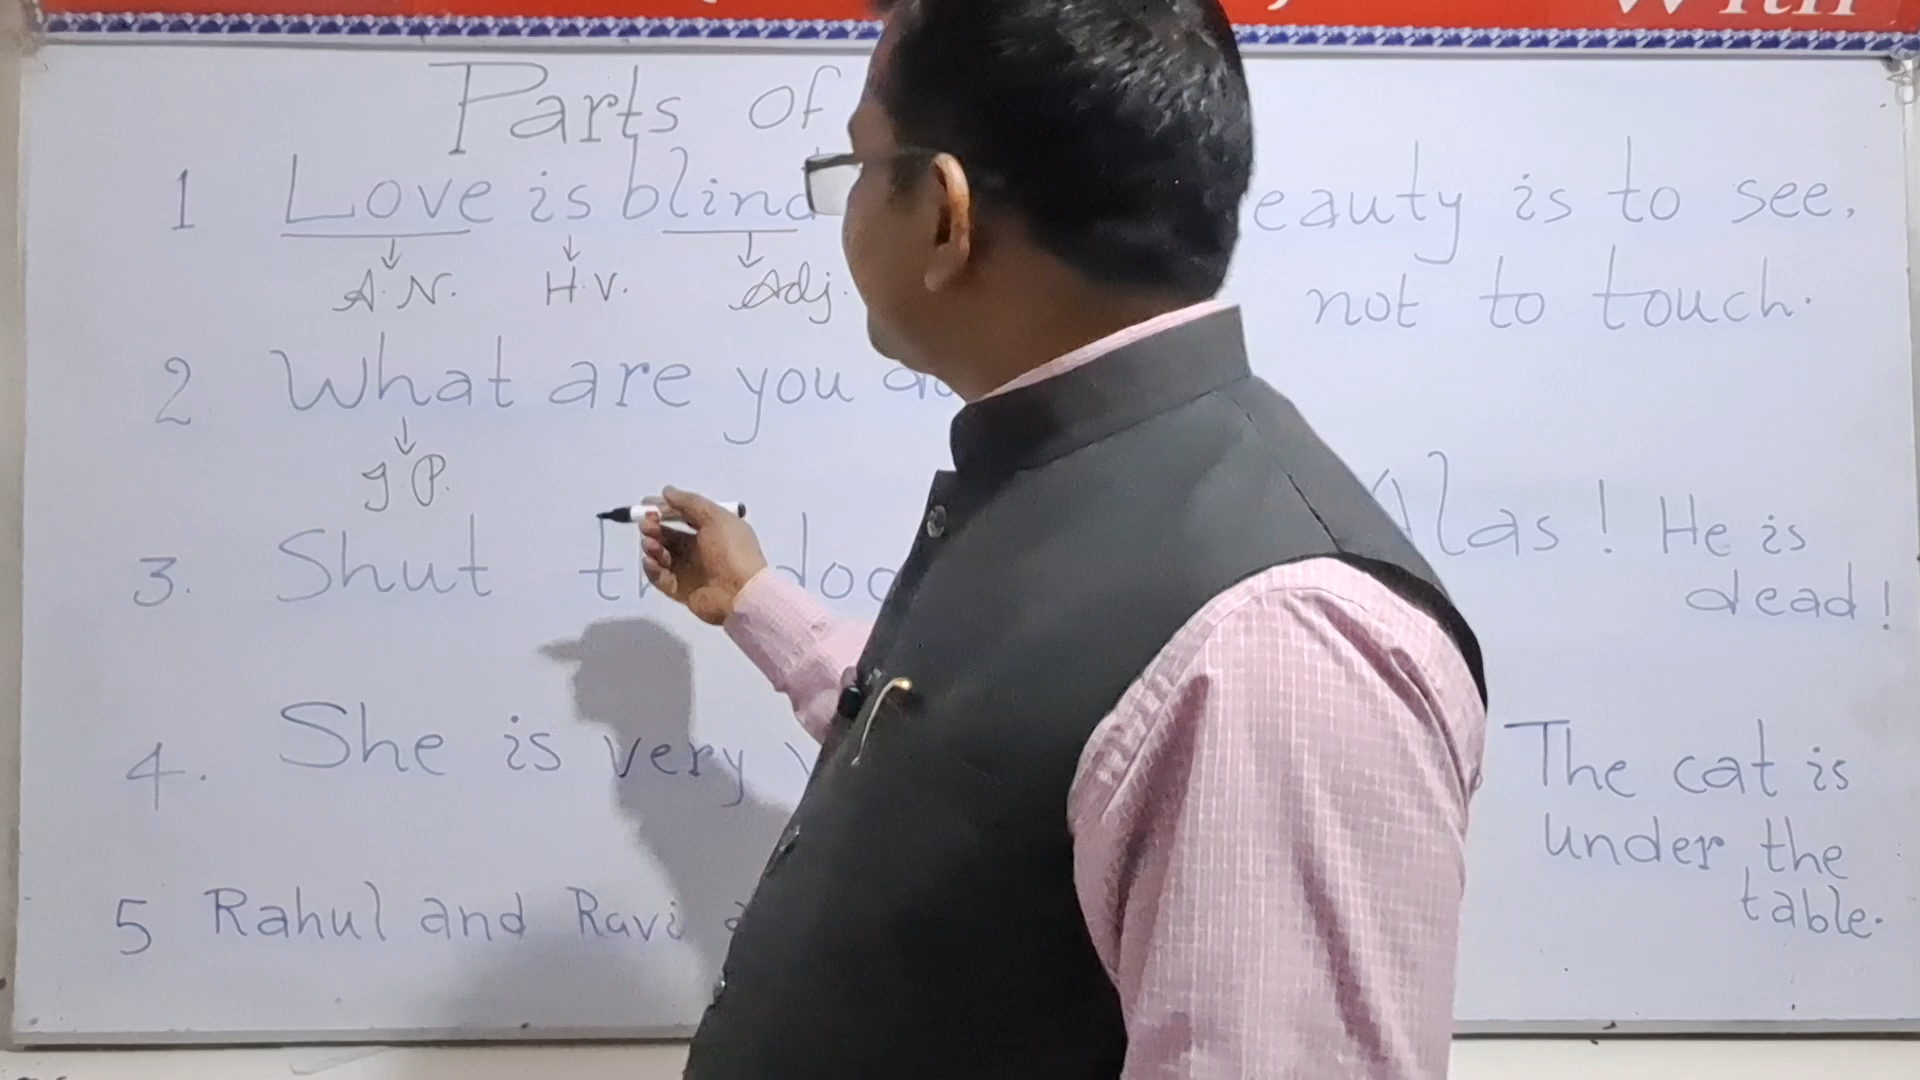 With
Parts of
1 Love is blind
A.N. H.V. Adj.
eauty is to see,
not to touch.
2 What are you
I.P.
3. Shut
Alas! He is
dead!
4. She is very
The cat is
under the
table.
5 Rahul and Ravi